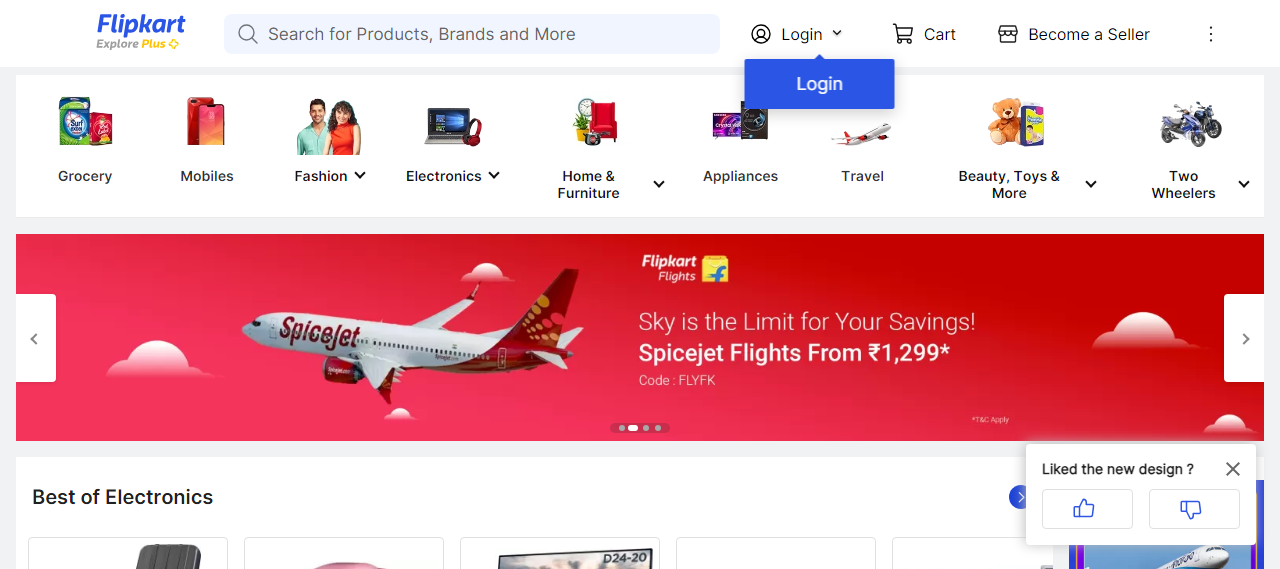 Flipkart
Explore Plus
Search for Products, Brands and More
Login
Cart
Become a Seller
Login
Grocery
Mobiles
Fashion
Electronics
Home &
Furniture
Appliances
Travel
Beauty, Toys &
More
Two
Wheelers
Flipkart
Flights
Spicejet
Sky is the Limit for Your Savings!
Spicejet Flights From ₹1,299*
Code : FLYFK
*T&C Apply
Best of Electronics
Liked the new design ?
D24-20